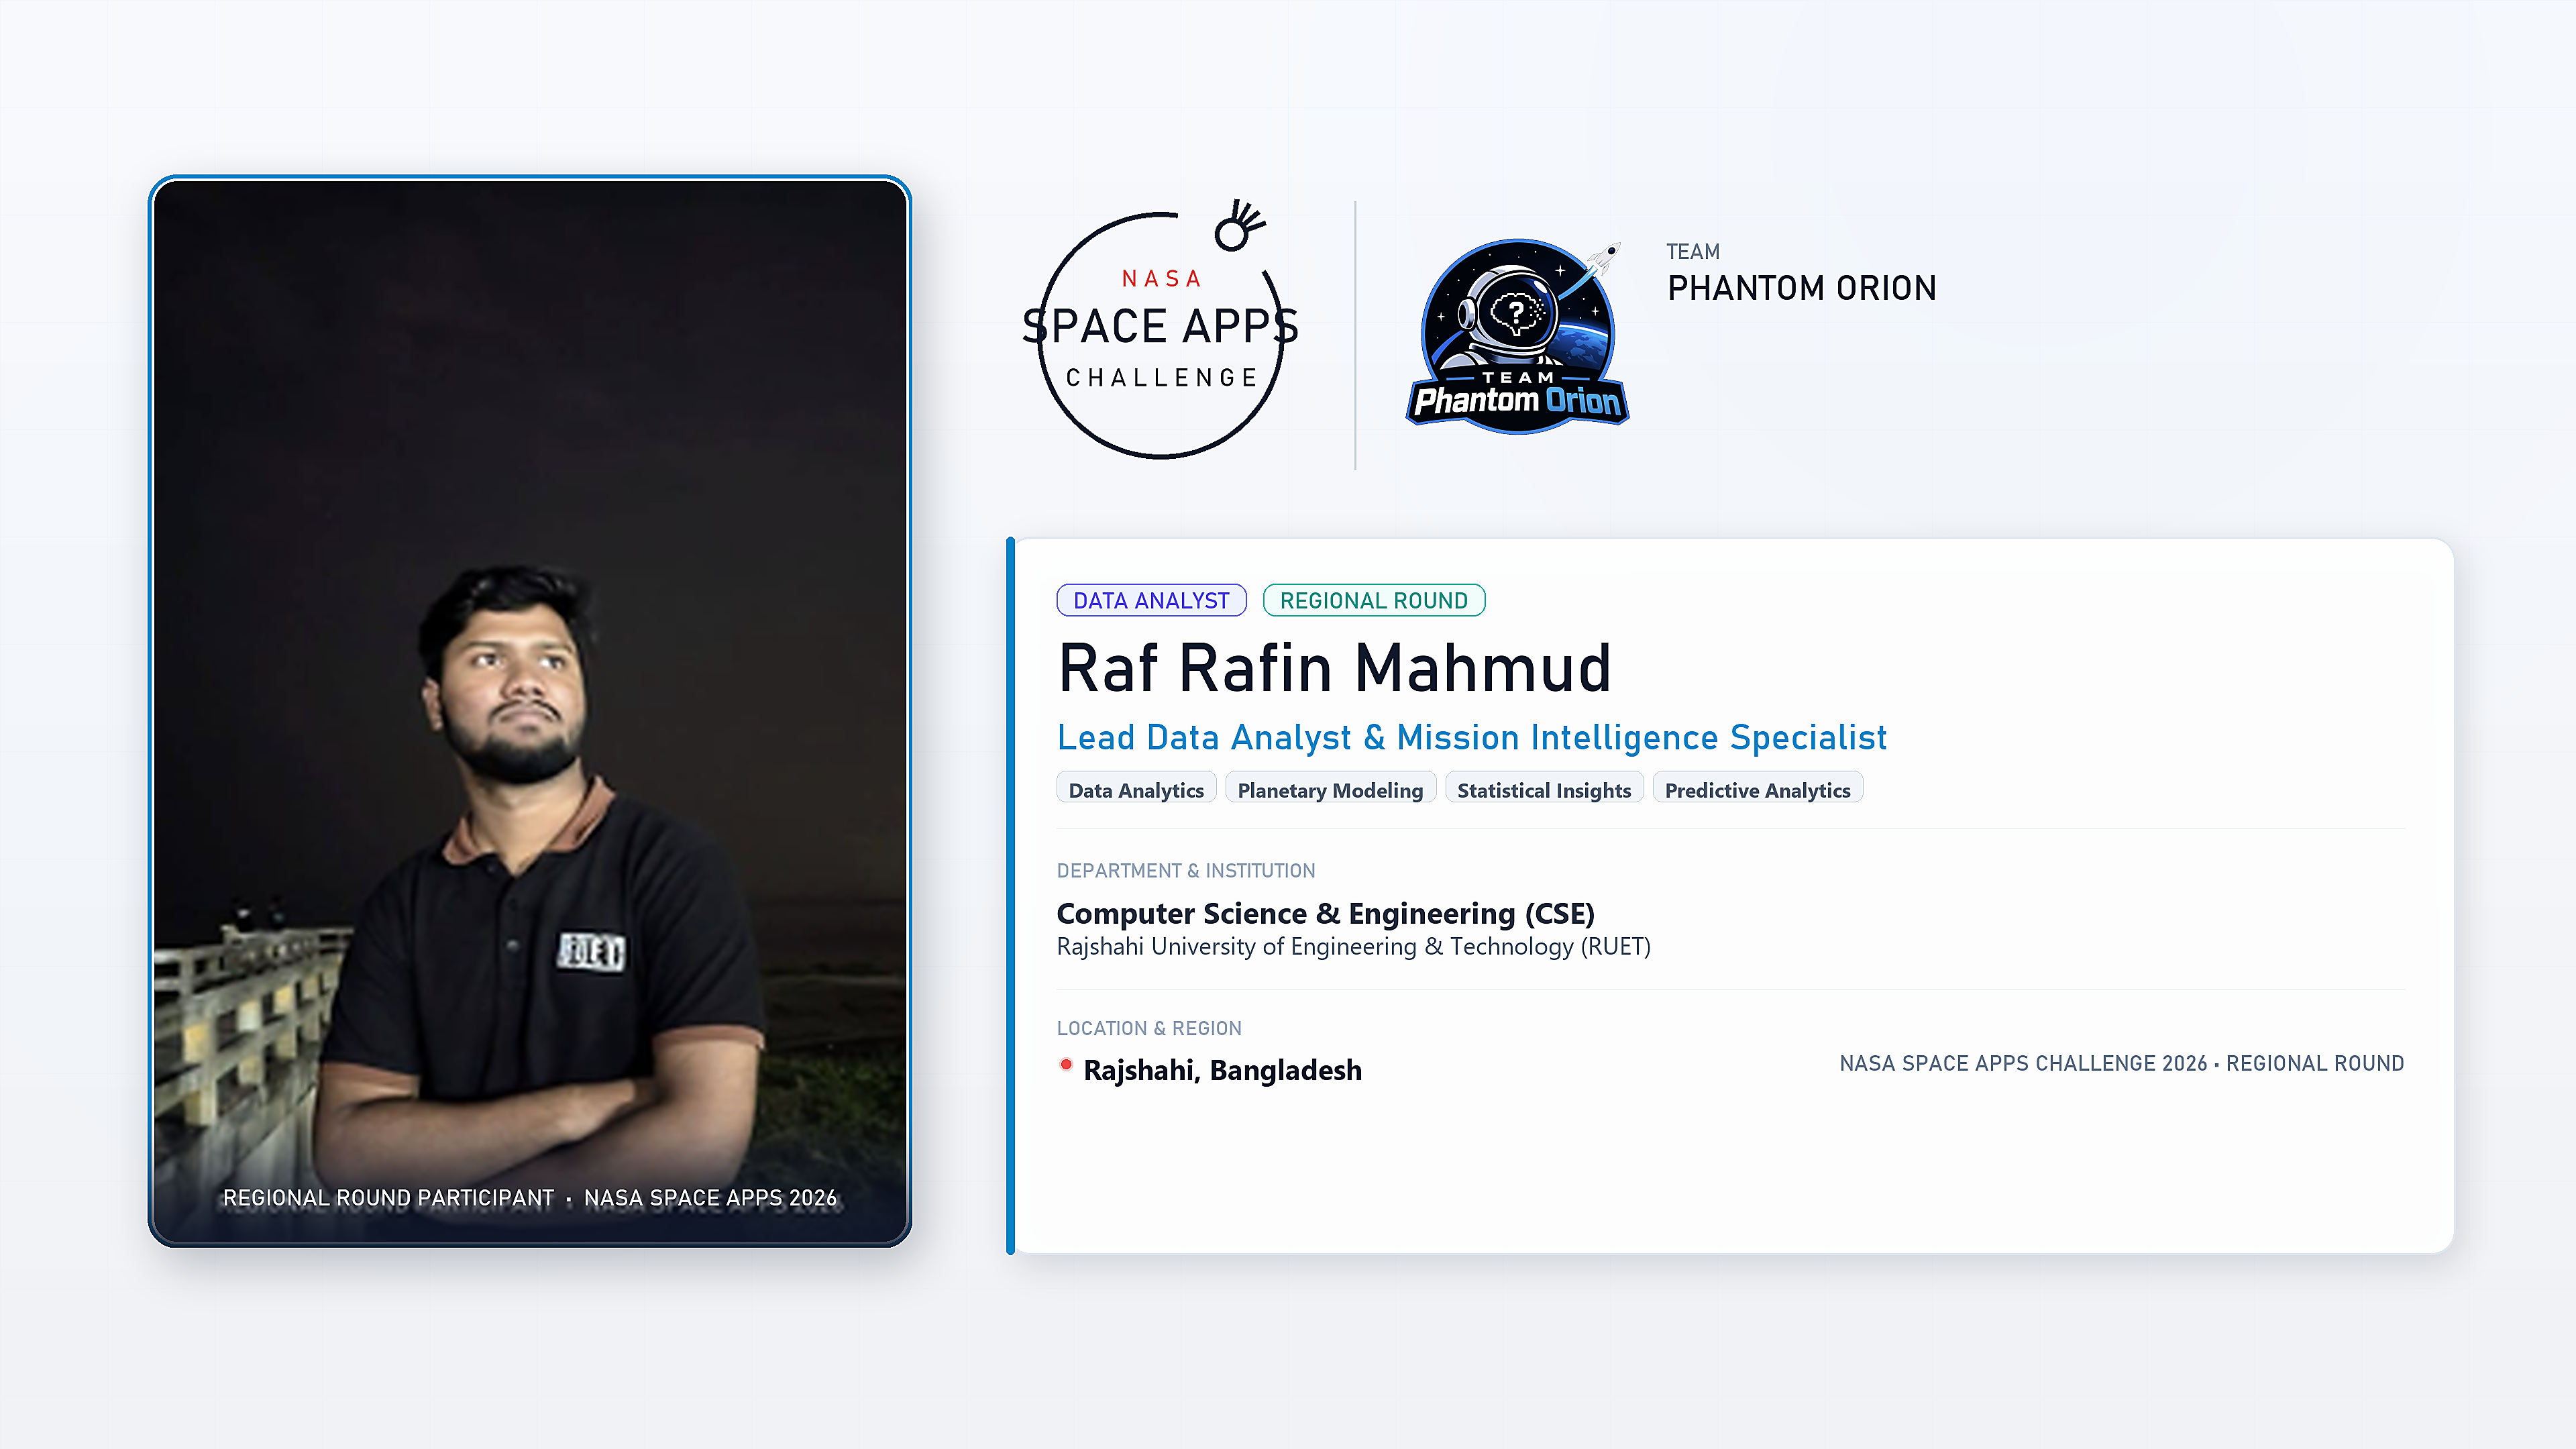 NASA
SPACE APPS
CHALLENGE
?
TEAM
Phantom Orion
TEAM
PHANTOM ORION
DATA ANALYST
REGIONAL ROUND
Raf Rafin Mahmud
Lead Data Analyst & Mission Intelligence Specialist
Data Analytics
Planetary Modeling
Statistical Insights
Predictive Analytics
DEPARTMENT & INSTITUTION
Computer Science & Engineering (CSE)
Rajshahi University of Engineering & Technology (RUET)
LOCATION & REGION
Rajshahi, Bangladesh
NASA SPACE APPS CHALLENGE 2026 · REGIONAL ROUND
REGIONAL ROUND PARTICIPANT · NASA SPACE APPS 2026